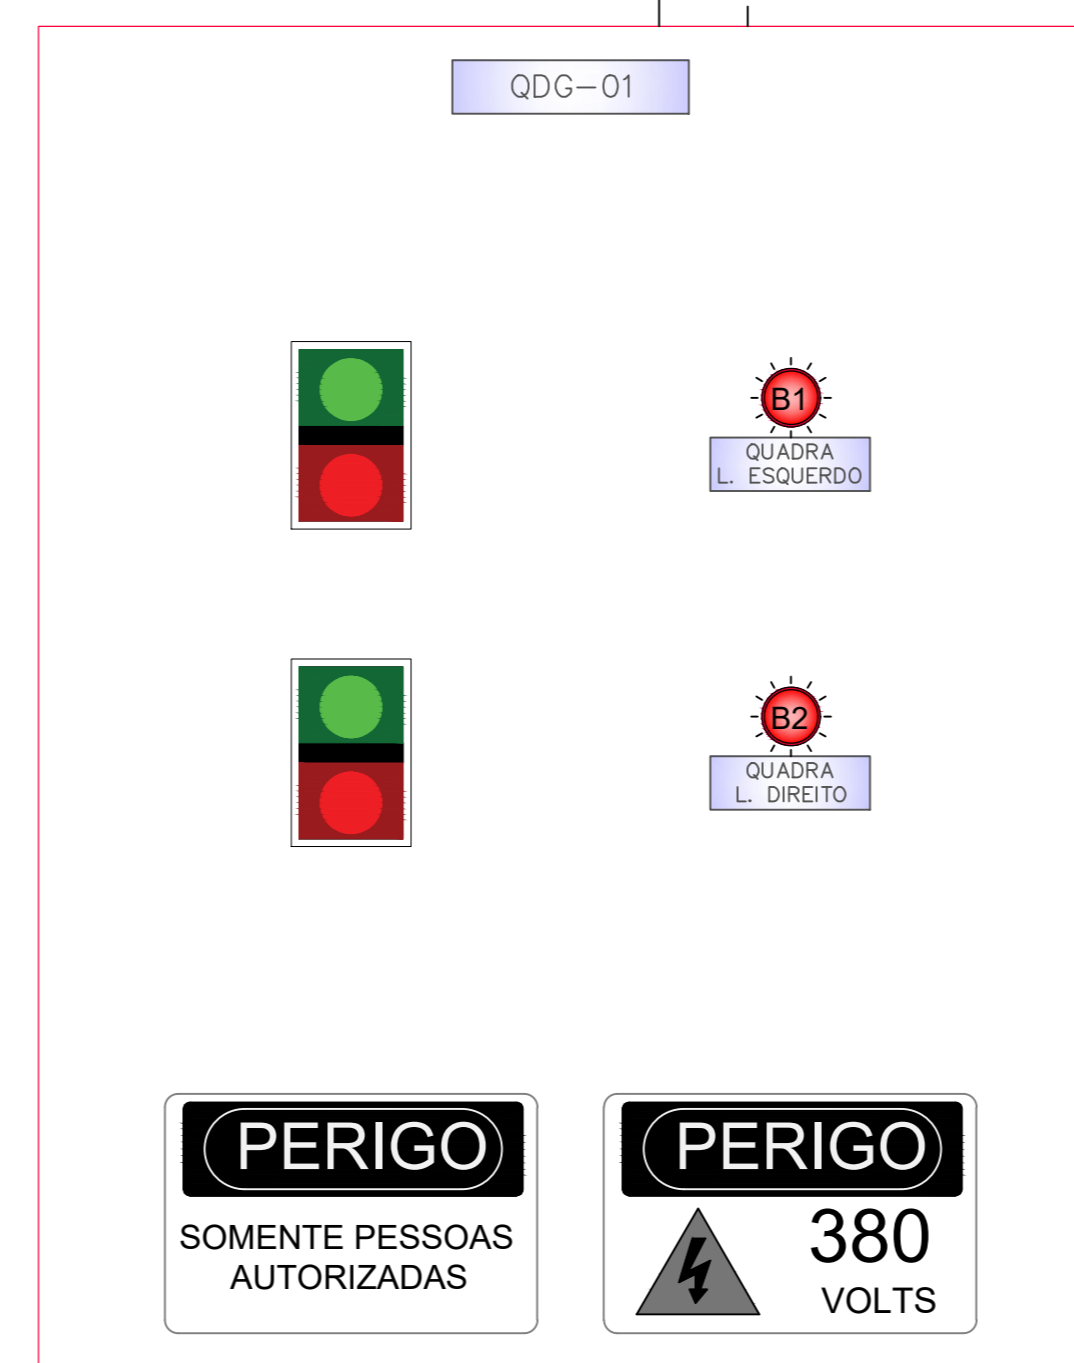 QDG-01
B1
QUADRA
L. ESQUERDO
B2
QUADRA
L. DIREITO
PERIGO
SOMENTE PESSOAS
AUTORIZADAS
PERIGO
380
VOLTS